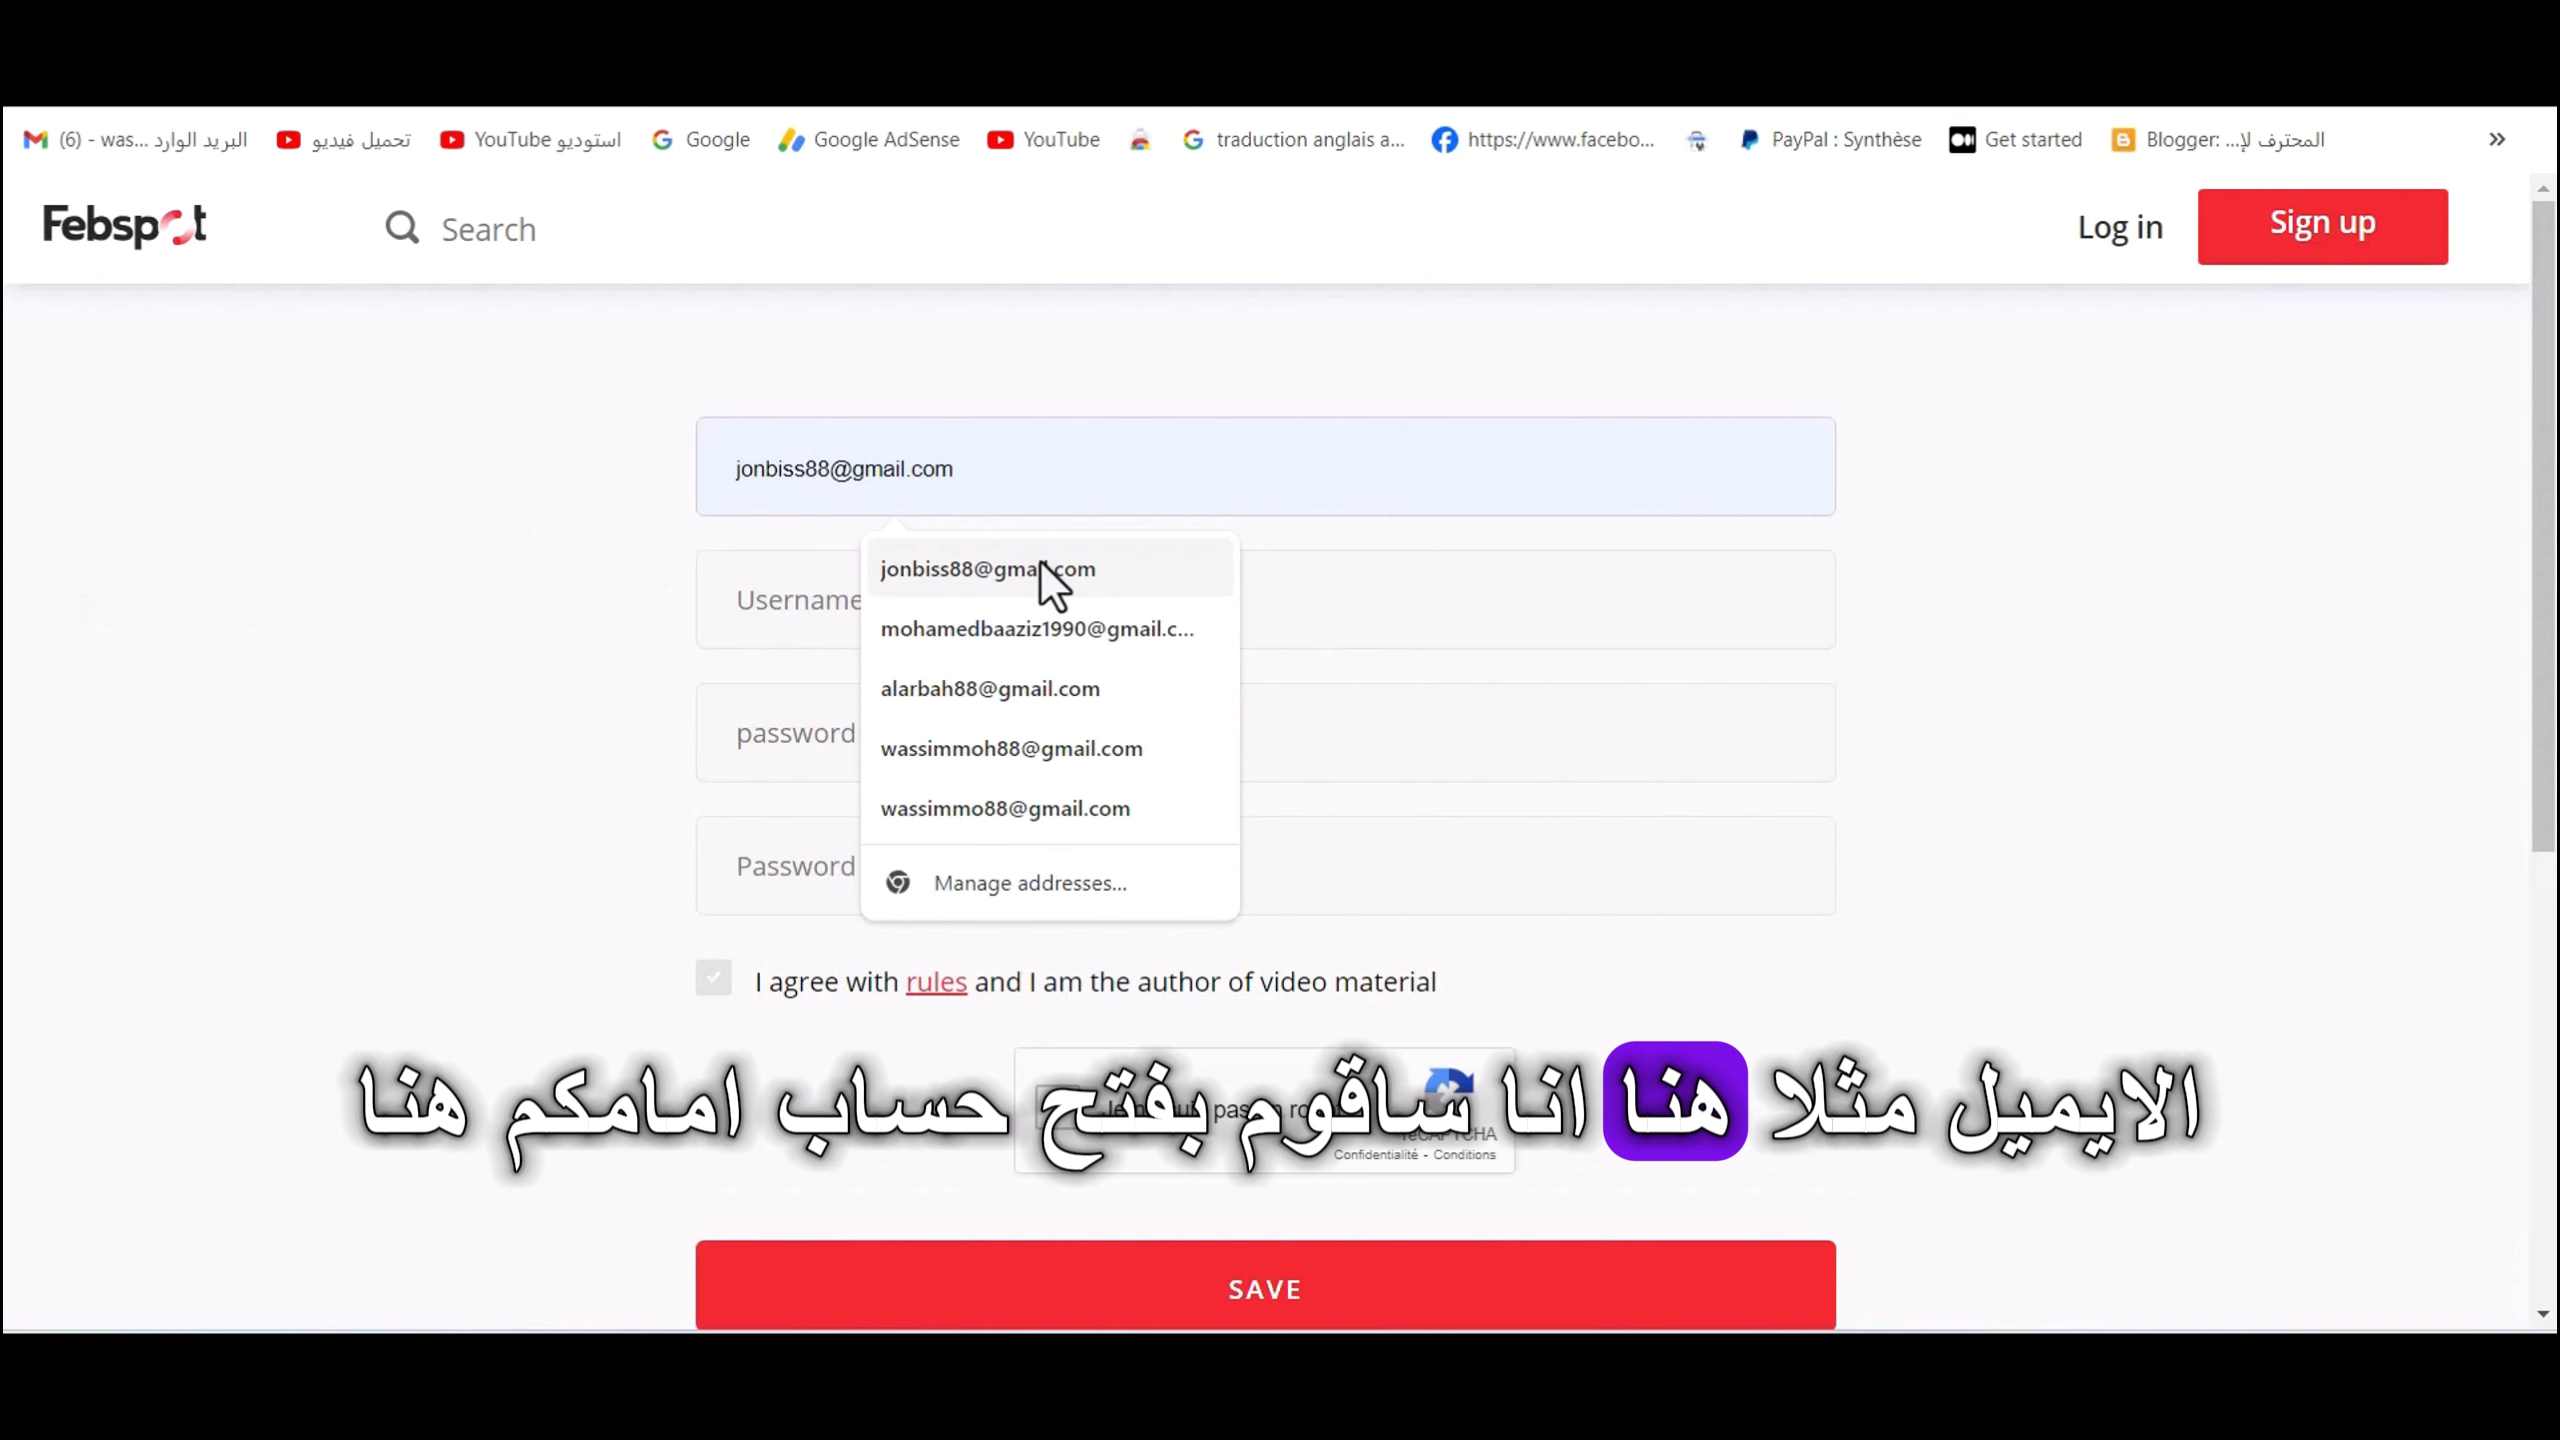 (6) - was... البريد الوارد
تحميل فيديو
YouTube استوديو
Google
Google AdSense
YouTube
traduction anglais a...
https://www.facebo...
PayPal : Synthèse
Get started
Blogger: ...المحترف لإ
»
Febspot
Search
Log in
Sign up
jonbiss88@gmail.com
jonbiss88@gmail.com
Username
mohamedbaaziz1990@gmail.c...
alarbah88@gmail.com
password
wassimmoh88@gmail.com
wassimmo88@gmail.com
Password
Manage addresses...
I agree with rules and I am the author of video material
الايميل مثلا هنا انا ساقوم بفتح حساب امامكم هنا
Confidentialité - Conditions
SAVE